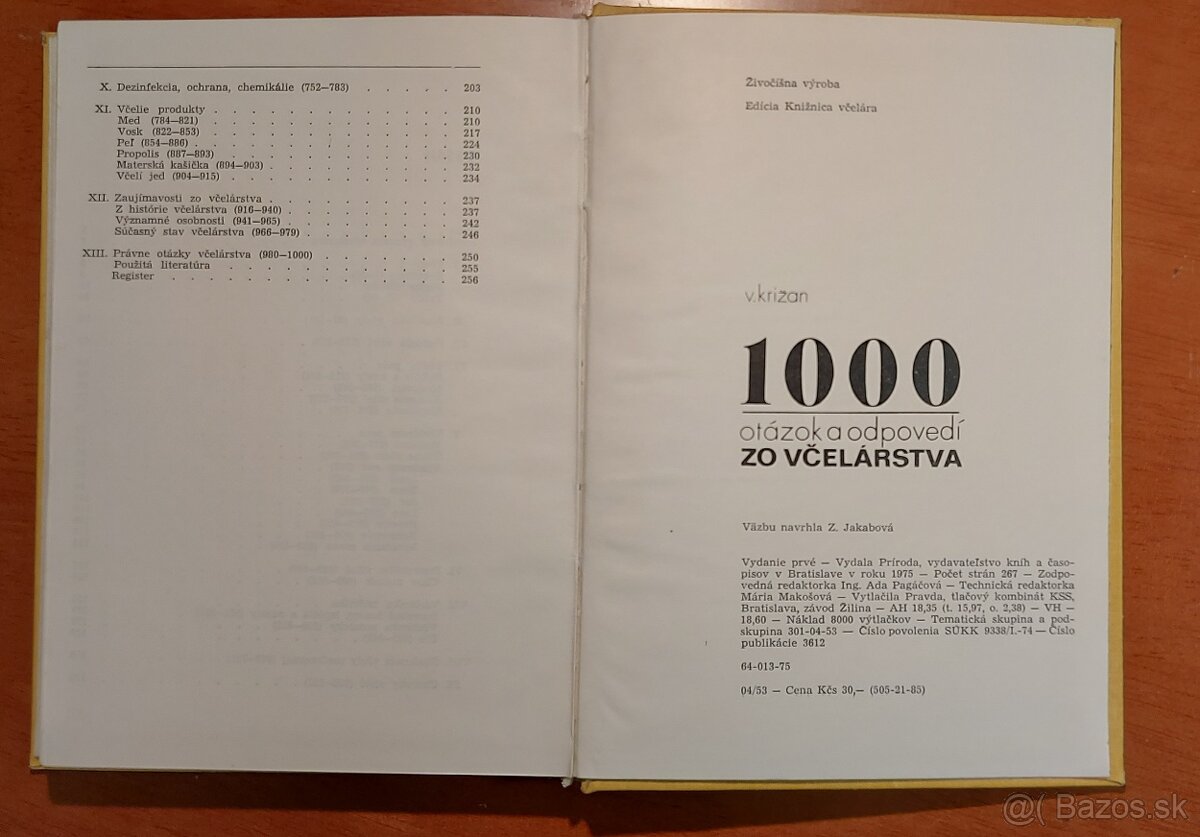 X. Dezinfekcia, ochrana, chemikálie (752—783) . . . . . 203
XI. Včelie produkty . . . . . . . . . . . . 210
Med (784—821) . . . . . . . . . . . . 210
Vosk (822—853) . . . . . . . . . . . . 217
Peľ (854—886) . . . . . . . . . . . . 224
Propolis (887—893) . . . . . . . . . . . 230
Materská kašička (894—903) . . . . . . . . . 232
Včelí jed (904—915) . . . . . . . . . . . 234
XII. Zaujímavosti zo včelárstva . . . . . . . . . 237
Z histórie včelárstva (916—940) . . . . . . . . 237
Významné osobnosti (941—965) . . . . . . . . 242
Súčasný stav včelárstva (966—979) . . . . . . . 246
XIII. Právne otázky včelárstva (980—1000) . . . . . . 250
Použitá literatúra . . . . . . . . . . . 255
Register . . . . . . . . . . . . . . 256
Živočíšna výroba
Edícia Knižnica včelára
v. križan
1000
otázok a odpovedí
ZO VČELÁRSTVA
Väzbu navrhla Z. Jakabová
Vydanie prvé — Vydala Príroda, vydavateľstvo kníh a časo-
pisov v Bratislave v roku 1975 — Počet strán 267 — Zodpo-
vedná redaktorka Ing. Ada Pagáčová — Technická redaktorka
Mária Makošová — Vytlačila Pravda, tlačový kombinát KSS,
Bratislava, závod Žilina — AH 18,35 (t. 15,97, o. 2,38) — VH —
18,60 — Náklad 8000 výtlačkov — Tematická skupina a pod-
skupina 301-04-53 — Číslo povolenia SÚKK 9338/I.-74 — Číslo
publikácie 3612
64-013-75
04/53 — Cena Kčs 30,— (505-21-85)
@( Bazos.sk